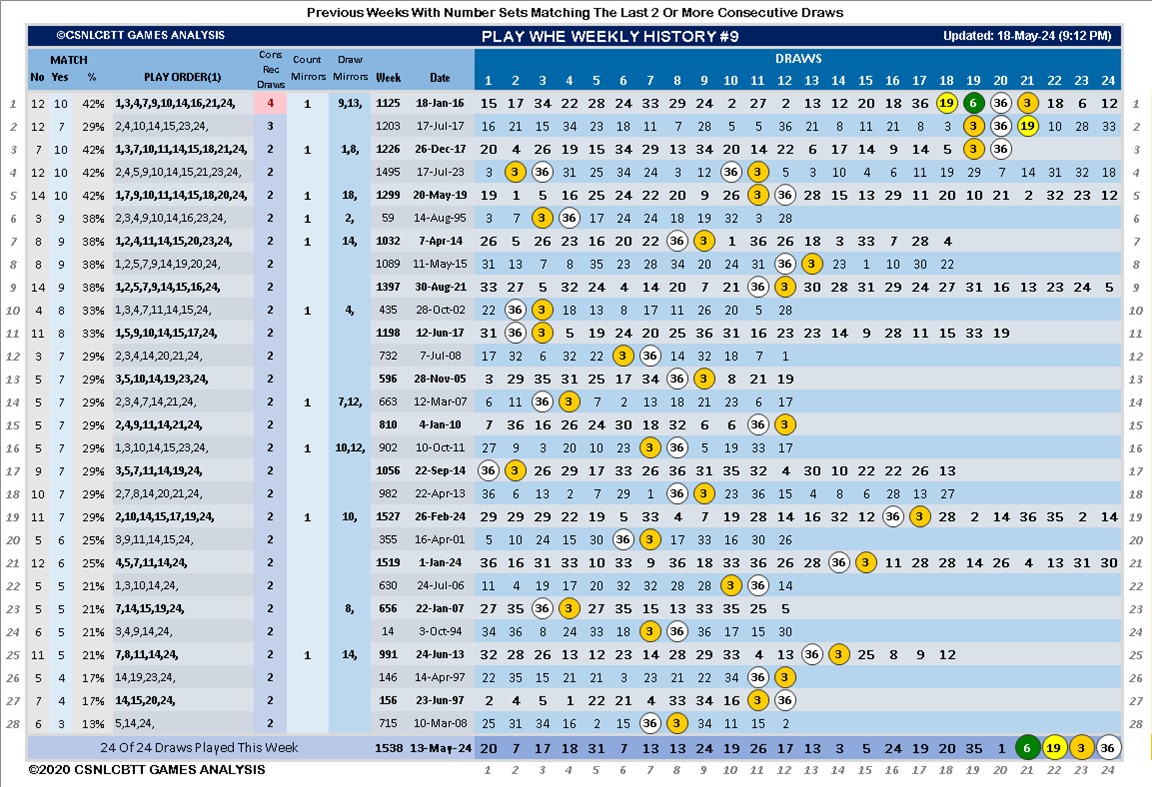 Previous Weeks With Number Sets Matching The Last 2 Or More Consecutive Draws
©CSNLCBTT GAMES ANALYSIS PLAY WHE WEEKLY HISTORY #9 Updated: 18-May-24 (9:12 PM)
MATCH Cons Rec Draws Count Mirrors Draw Mirrors DRAWS
No Yes % PLAY ORDER(1) Week Date 1 2 3 4 5 6 7 8 9 10 11 12 13 14 15 16 17 18 19 20 21 22 23 24
1 12 10 42% 1,3,4,7,9,10,14,16,21,24, 4 1 9,13, 1125 18-Jan-16 15 17 34 22 28 24 33 29 24 2 27 2 13 12 20 18 36 19 6 36 3 18 6 12 1
2 12 7 29% 2,4,10,14,15,23,24, 3 1203 17-Jul-17 16 21 15 34 23 18 11 7 28 5 5 36 21 8 11 21 8 3 3 36 19 10 28 33 2
3 7 10 42% 1,3,7,10,11,14,15,18,21,24, 2 1 1,8, 1226 26-Dec-17 20 4 26 19 15 34 29 13 34 20 14 22 6 17 14 9 14 5 3 36 3
4 12 10 42% 2,4,5,9,10,14,15,21,23,24, 2 1495 17-Jul-23 12 3 36 31 25 34 24 3 12 36 3 5 3 10 4 6 11 19 29 7 14 31 32 18 4
5 14 10 42% 1,7,9,10,11,14,15,18,20,24, 2 1 18, 1299 20-May-19 19 1 5 16 25 24 22 20 9 26 3 36 28 15 13 29 11 20 10 21 2 32 23 12 5
6 3 9 38% 2,3,4,9,10,14,16,23,24, 2 1 2, 59 14-Aug-95 3 7 3 36 17 24 24 18 19 32 3 28 6
7 8 9 38% 1,2,4,11,14,15,20,23,24, 2 1 14, 1032 7-Apr-14 26 5 26 23 16 20 22 36 3 1 36 26 18 3 33 7 28 4 7
8 8 9 38% 1,2,5,7,9,14,19,20,24, 2 1089 11-May-15 31 13 7 8 35 23 28 34 20 24 31 36 3 23 1 10 30 22 8
9 14 9 38% 1,2,5,7,9,14,15,16,24, 2 1397 30-Aug-21 33 27 5 32 24 4 14 20 7 21 36 3 30 28 31 29 24 27 31 16 13 23 24 5 9
10 4 8 33% 1,3,4,7,11,14,15,24, 2 1 4, 435 28-Oct-02 22 36 3 18 13 8 17 11 26 20 5 28 10
11 11 8 33% 1,5,9,10,14,15,17,24, 2 1198 12-Jun-17 31 36 3 5 19 24 20 25 36 31 16 23 23 14 9 28 11 15 33 19 20 11
12 3 7 29% 2,3,4,14,20,21,24, 2 732 7-Jul-08 17 32 6 32 22 3 36 14 32 18 7 1 12
13 5 7 29% 3,5,10,14,19,23,24, 2 596 28-Nov-05 3 29 35 31 25 17 34 36 3 8 21 19 13
14 5 7 29% 2,3,4,7,14,21,24, 2 1 7,12, 663 12-Mar-07 6 11 36 3 7 2 13 18 21 23 6 17 14
15 5 7 29% 2,4,9,11,14,21,24, 2 810 4-Jan-10 7 36 16 26 24 30 18 32 6 6 36 3 15
16 5 7 29% 1,3,10,14,15,23,24, 2 1 10,12, 902 10-Oct-11 27 9 3 20 10 23 3 36 5 19 33 17 16
17 9 7 29% 3,5,7,11,14,19,24, 2 1056 22-Sep-14 36 3 26 29 17 33 26 36 31 35 32 4 30 10 22 22 26 13 17
18 10 7 29% 2,7,8,14,20,21,24, 2 982 22-Apr-13 36 6 13 2 7 29 1 36 3 23 36 15 4 8 6 28 13 27 18
19 11 7 29% 2,10,14,15,17,19,24, 2 1 10, 1527 26-Feb-24 29 29 29 22 19 5 33 4 7 19 28 14 16 32 12 36 3 28 2 14 36 35 2 14 19
20 5 6 25% 3,9,11,14,15,24, 2 355 16-Apr-01 5 10 24 15 30 36 3 17 33 16 30 26 20
21 12 6 25% 4,5,7,11,14,24, 2 1519 1-Jan-24 36 16 31 33 10 33 9 36 18 33 36 26 28 36 3 11 28 28 14 26 4 13 31 30 21
22 5 5 21% 1,3,10,14,24, 2 630 24-Jul-06 11 4 19 17 20 32 32 28 28 3 36 14 22
23 5 5 21% 7,14,15,19,24, 2 8, 656 22-Jan-07 27 35 36 3 27 35 15 13 33 35 25 5 23
24 6 5 21% 3,4,9,14,24, 2 14 3-Oct-94 34 36 8 24 33 18 3 36 36 17 15 30 24
25 11 5 21% 7,8,11,14,24, 2 1 14, 991 24-Jun-13 32 28 26 13 12 23 14 28 29 33 4 13 36 3 25 8 9 12 25
26 5 4 17% 14,19,23,24, 2 146 14-Apr-97 22 35 15 21 21 3 23 21 22 34 36 3 26
27 7 4 17% 14,15,20,24, 2 156 23-Jun-97 2 4 5 1 22 21 4 33 34 16 3 36 27
28 6 3 13% 5,14,24, 2 715 10-Mar-08 25 31 34 16 2 15 36 3 34 11 15 2 28
24 Of 24 Draws Played This Week 1538 13-May-24 20 7 17 18 31 7 13 13 24 19 26 17 13 3 5 24 19 20 35 1 6 19 3 36
©2020 CSNLCBTT GAMES ANALYSIS 1 2 3 4 5 6 7 8 9 10 11 12 13 14 15 16 17 18 19 20 21 22 23 24